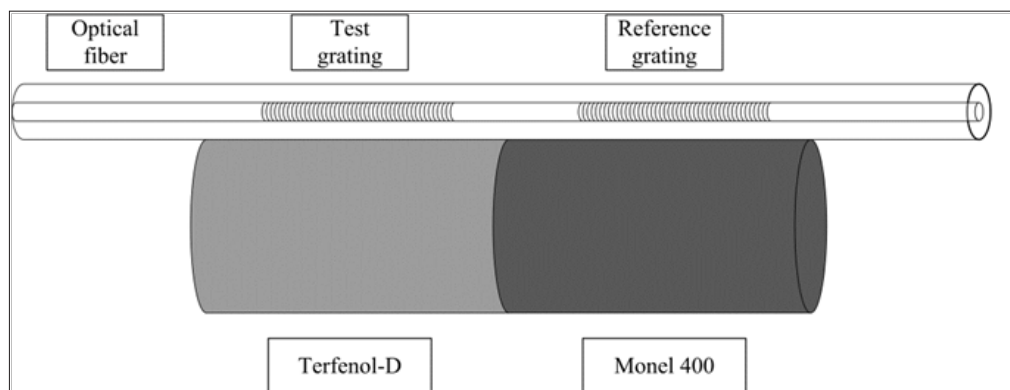 Optical
fiber
Test
grating
Reference
grating
Terfenol-D
Monel 400